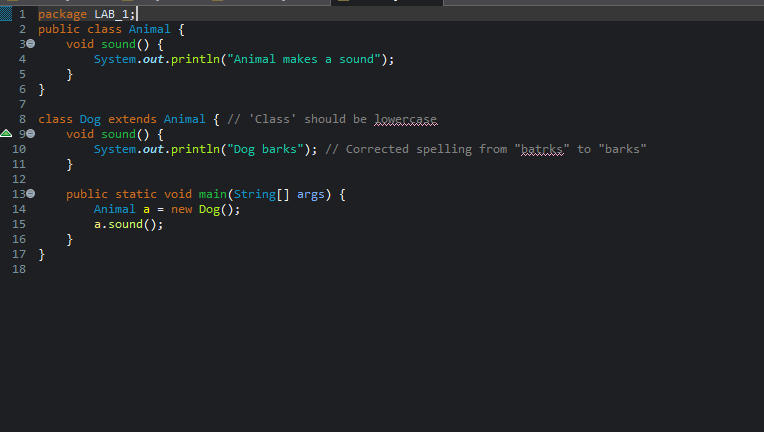 1 package LAB_1;
2 public class Animal {
3 void sound() {
4 System.out.println("Animal makes a sound");
5 }
6 }
7
8 class Dog extends Animal { // 'Class' should be lowercase
9 void sound() {
10 System.out.println("Dog barks"); // Corrected spelling from "batrks" to "barks"
11 }
12
13 public static void main(String[] args) {
14 Animal a = new Dog();
15 a.sound();
16 }
17 }
18